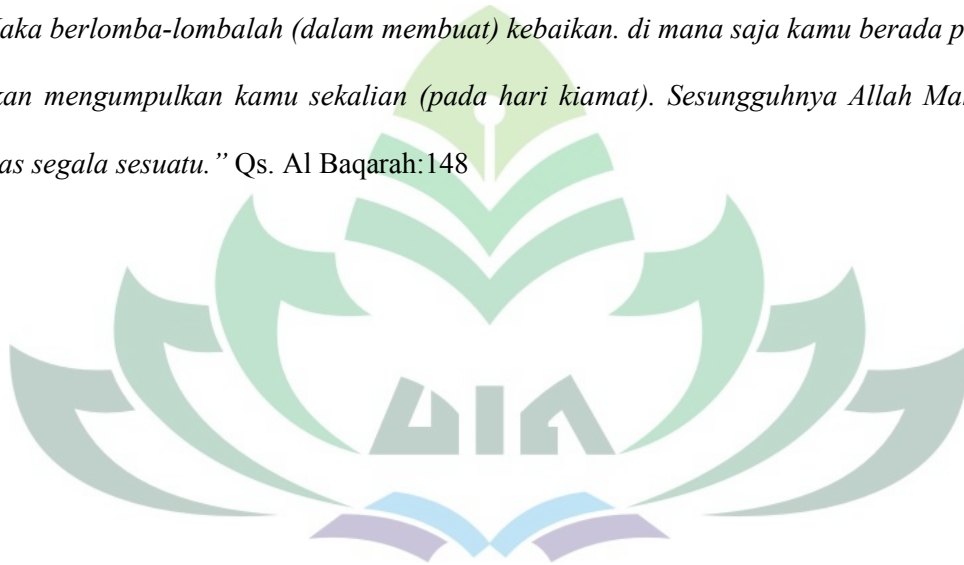 aka berlomba-lombalah (dalam membuat) kebaikan. di mana saja kamu berada p
kan mengumpulkan kamu sekalian (pada hari kiamat). Sesungguhnya Allah Ma
as segala sesuatu.” Qs. Al Baqarah:148
UIN